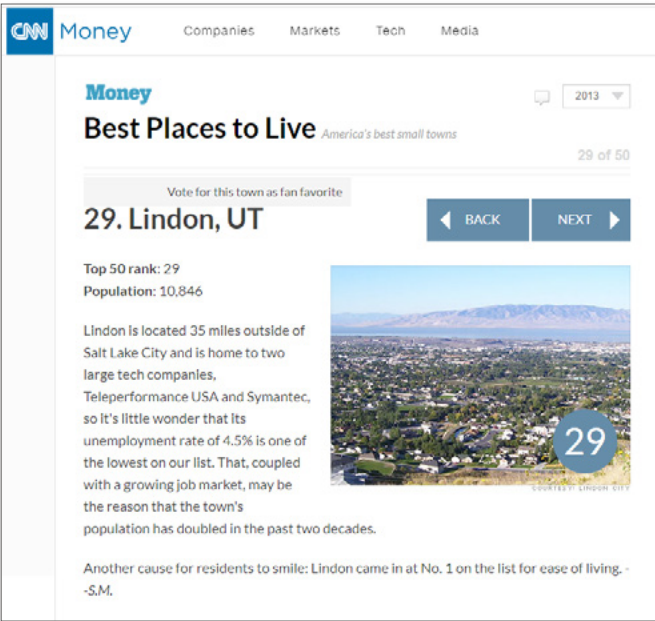 CNN Money Companies Markets Tech Media
Money
2013
Best Places to Live America's best small towns
29 of 50
Vote for this town as fan favorite
29. Lindon, UT
BACK NEXT
Top 50 rank: 29
Population: 10,846
Lindon is located 35 miles outside of
Salt Lake City and is home to two
large tech companies,
Teleperformance USA and Symantec,
so it's little wonder that its
unemployment rate of 4.5% is one of
the lowest on our list. That, coupled
with a growing job market, may be
the reason that the town's
population has doubled in the past two decades.
29
COURTESY: LINDON CITY
Another cause for residents to smile: Lindon came in at No. 1 on the list for ease of living. -
-S.M.